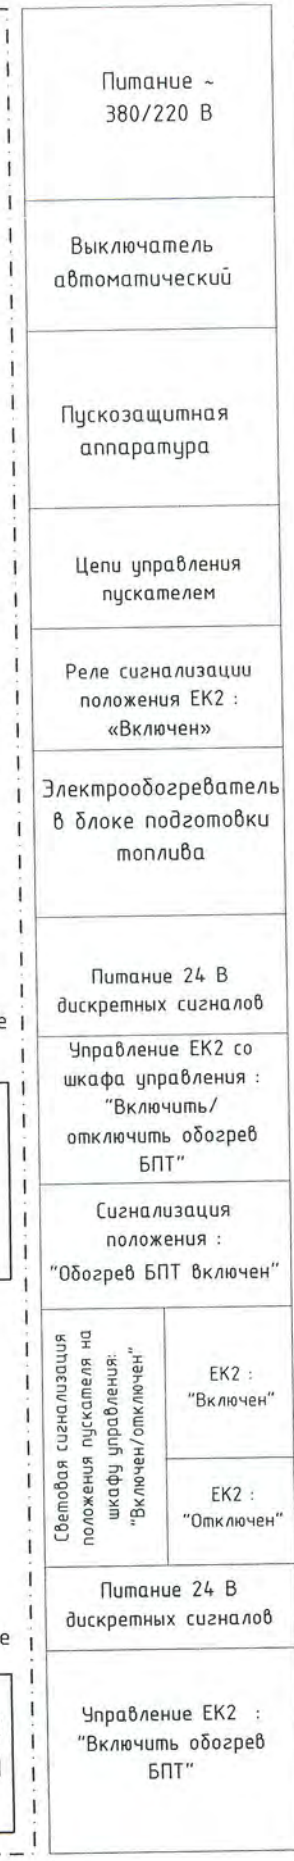 Питание ~
380/220 В
Выключатель
автоматический
Пускозащитная
аппаратура
Цепи управления
пускателем
Реле сигнализации
положения ЕК2 :
«Включен»
Электрообогреватель
в блоке подготовки
топлива
Питание 24 В
дискретных сигналов
е
Управление ЕК2 со
шкафа управления :
"Включить/
отключить обогрев
БПТ"
Сигнализация
положения :
"Обогрев БПТ включен"
Световая сигнализация
положения пускателя на
шкафу управления:
"Включен/отключен"
ЕК2 :
"Включен"
ЕК2 :
"Отключен"
Питание 24 В
дискретных сигналов
е
Управление ЕК2 :
"Включить обогрев
БПТ"